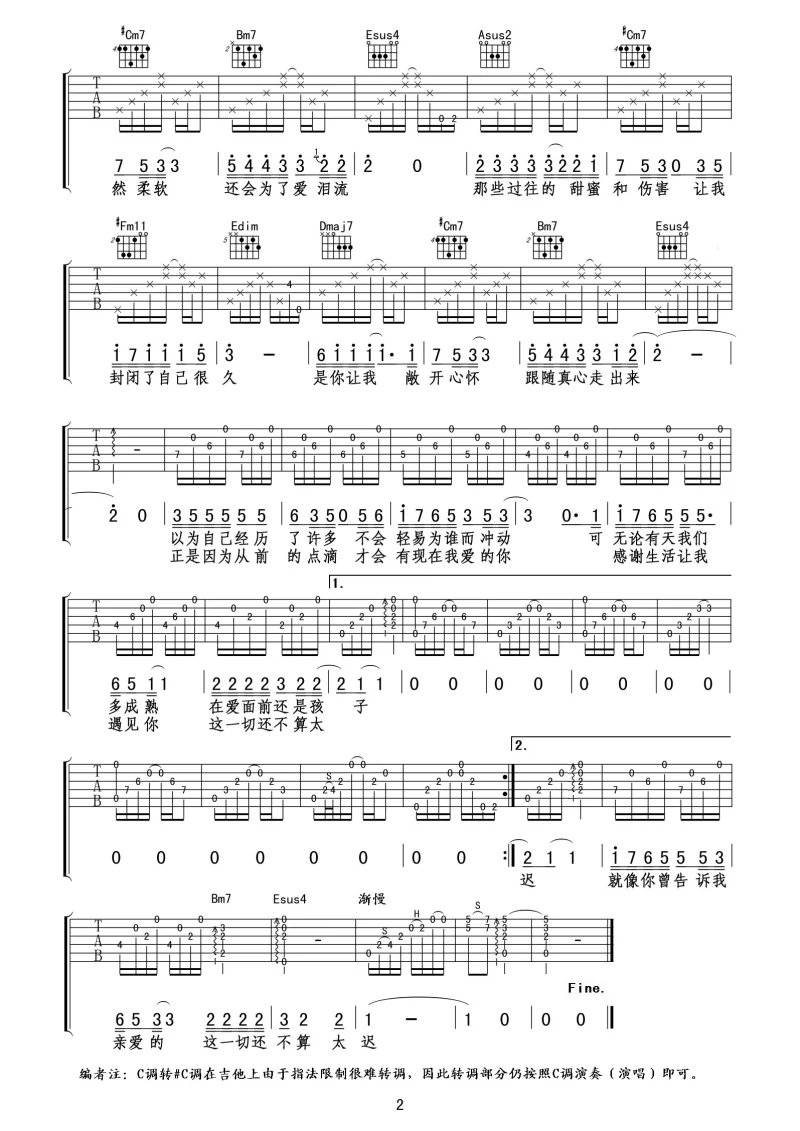 #Cm7 Bm7 Esus4 Asus2 #Cm7
7 5 3 3 5 4 4 3 3 1 2 2 2 0 2 3 3 3 3 2 2 1 7 5 3 0 3 5
然 柔 软 还会为了爱 泪流 那些过往的 甜蜜 和 伤害 让我
#Fm11 Edim Dmaj7 #Cm7 Bm7 Esus4
1 7 1 1 1 5 3 - 6 1 1 1 1 · 1 7 5 3 3 5 4 4 3 3 1 2 2 -
封闭了自己很 久 是你让我 敞 开 心 怀 跟随真心走 出来
2 0 3 5 5 5 5 5 6 3 5 0 5 6 1 7 6 5 3 5 2 3 0 · 1 1 7 6 5 5 5 ·
以为自己经历 了 许多 不会 轻易为谁而 冲动 可 无论有天我们
正是因为从前 的 点滴 才会 有现在我爱 的你 感谢生活让我
1.
6 5 1 1 2 2 2 2 3 2 2 2 1 1 0 0 0 0 0 0 0 0
多成熟 在爱面前还是孩 子
遇见你 这一切还不算太
2.
0 0 0 0 0 0 0 0 2 1 1 1 7 6 5 5 5 3
迟 就像你曾告 诉我
Bm7 Esus4 渐慢
Fine.
6 5 3 3 2 2 2 2 3 2 2 1 - 1 0 0 0
亲爱的 这一切还 不算 太 迟
编者注：C调转#C调在吉他上由于指法限制很难转调，因此转调部分仍按照C调演奏（演唱）即可。
2